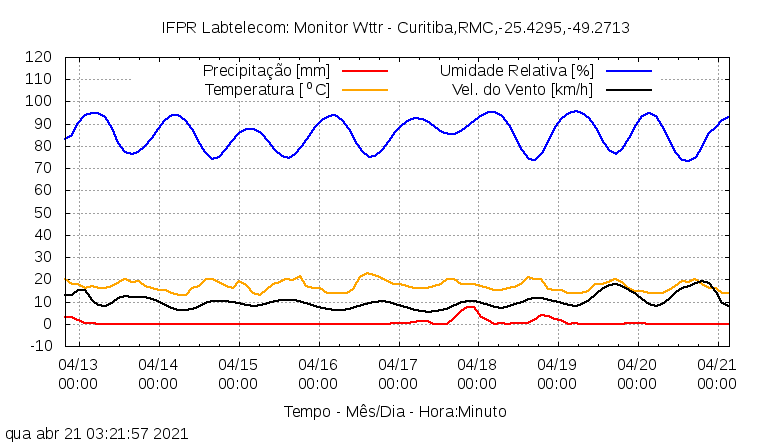 IFPR Labtelecom: Monitor Wttr - Curitiba,RMC,-25.4295,-49.2713
Precipitação [mm]
Temperatura [ ⁰C]
Umidade Relativa [%]
Vel. do Vento [km/h]
120
110
100
90
80
70
60
50
40
30
20
10
0
-10
04/13 04/14 04/15 04/16 04/17 04/18 04/19 04/20 04/21
00:00 00:00 00:00 00:00 00:00 00:00 00:00 00:00 00:00
Tempo - Mês/Dia - Hora:Minuto
qua abr 21 03:21:57 2021